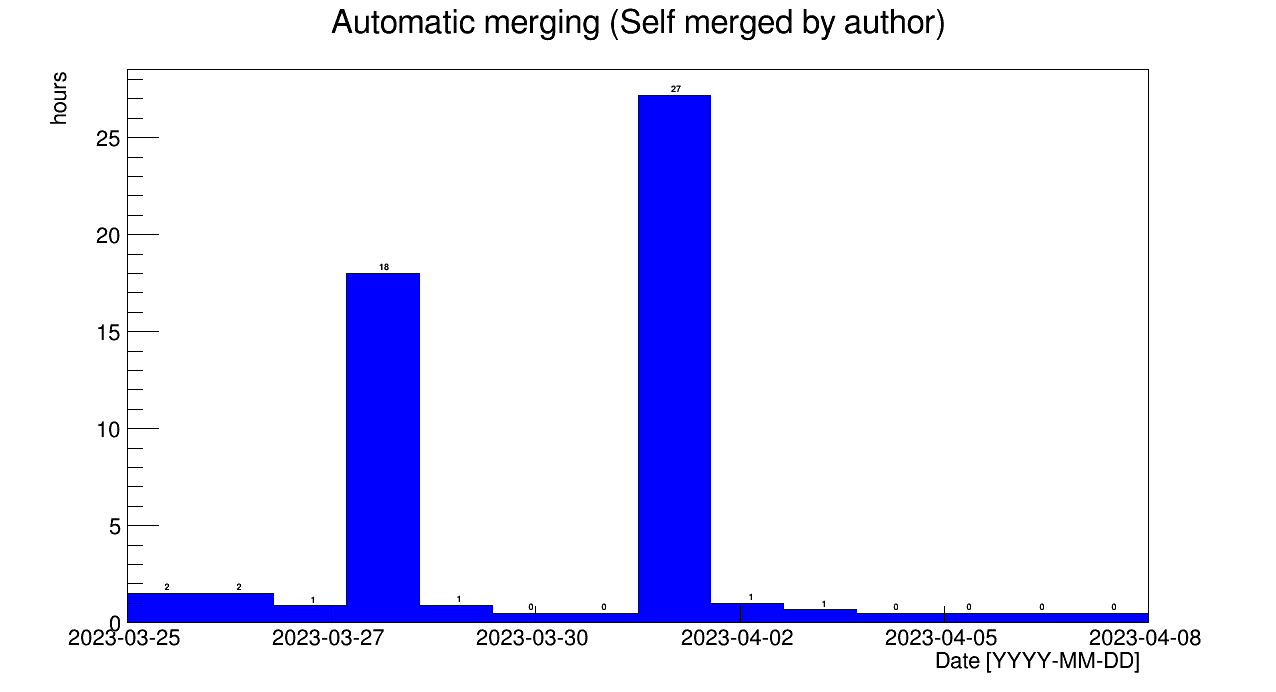 Automatic merging (Self merged by author)
hours
25
20
15
10
5
0
27
18
2 2 1 1 0 0 1 1 0 0 0 0
2023-03-25 2023-03-27 2023-03-30 2023-04-02 2023-04-05 2023-04-08
Date [YYYY-MM-DD]